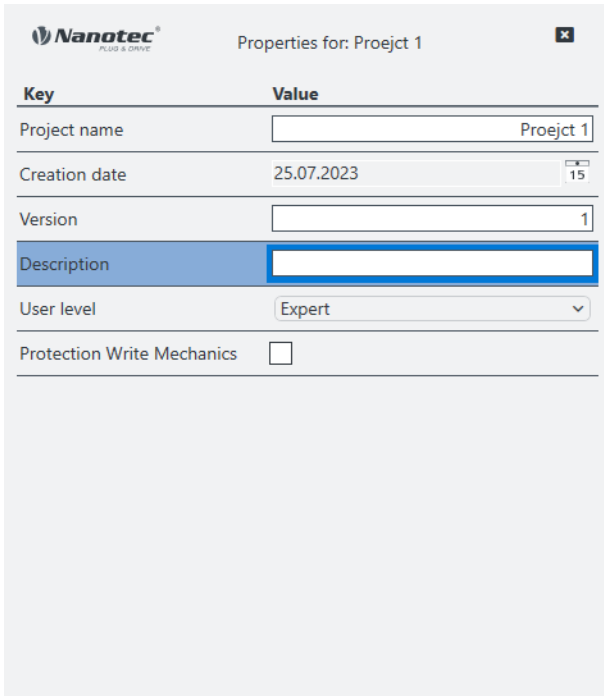 Nanotec®
PLUG & DRIVE
Properties for: Proejct 1
Key Value
Project name Proejct 1
Creation date 25.07.2023 15
Version 1
Description
User level Expert
Protection Write Mechanics